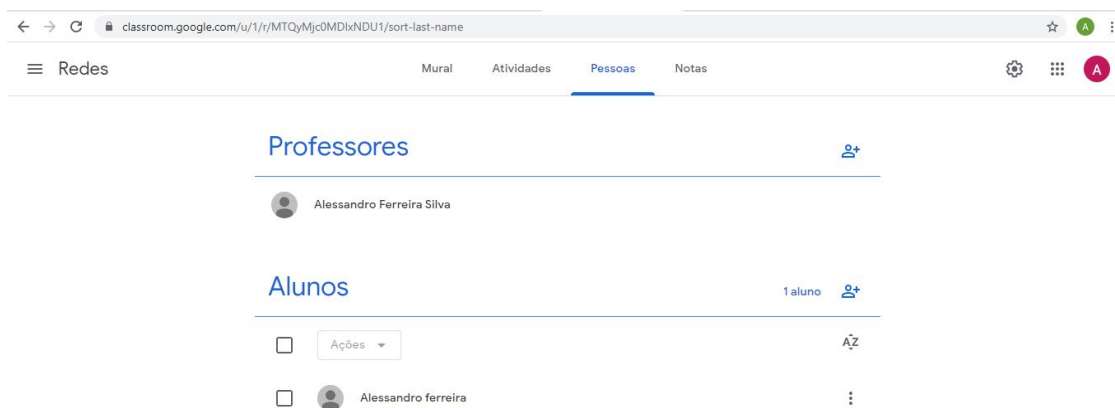 classroom.google.com/u/1/r/MTQyMjc0MDIxNDU1/sort-last-name
A
Redes
Mural Atividades Pessoas Notas
A
Professores
Alessandro Ferreira Silva
Alunos
1 aluno
Ações
AZ
Alessandro ferreira